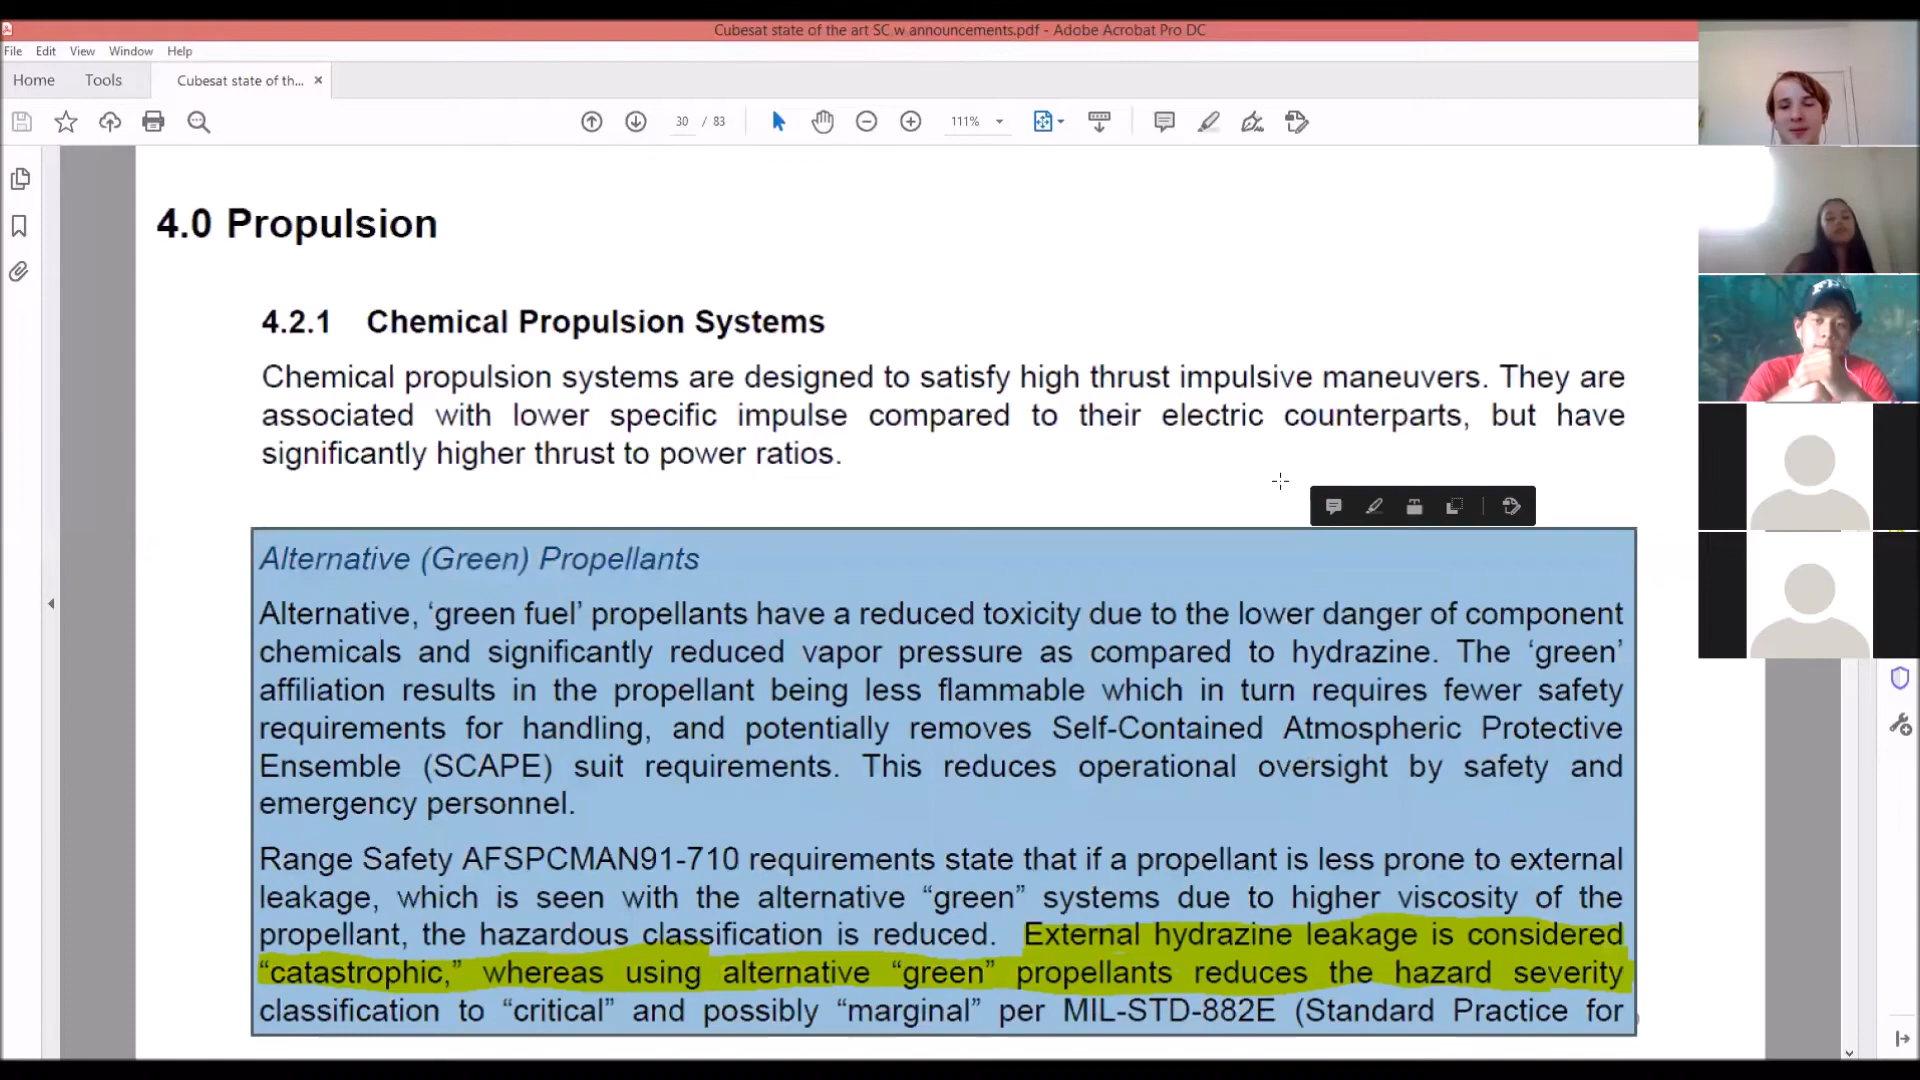 Cubesat state of the art SC w announcements.pdf - Adobe Acrobat Pro DC
File Edit View Window Help
Home Tools Cubesat state of th... ×
30 / 83 111%
4.0 Propulsion
4.2.1 Chemical Propulsion Systems
Chemical propulsion systems are designed to satisfy high thrust impulsive maneuvers. They are
associated with lower specific impulse compared to their electric counterparts, but have
significantly higher thrust to power ratios.
Alternative (Green) Propellants
Alternative, ‘green fuel’ propellants have a reduced toxicity due to the lower danger of component
chemicals and significantly reduced vapor pressure as compared to hydrazine. The ‘green’
affiliation results in the propellant being less flammable which in turn requires fewer safety
requirements for handling, and potentially removes Self-Contained Atmospheric Protective
Ensemble (SCAPE) suit requirements. This reduces operational oversight by safety and
emergency personnel.
Range Safety AFSPCMAN91-710 requirements state that if a propellant is less prone to external
leakage, which is seen with the alternative “green” systems due to higher viscosity of the
propellant, the hazardous classification is reduced. External hydrazine leakage is considered
“catastrophic,” whereas using alternative “green” propellants reduces the hazard severity
classification to “critical” and possibly “marginal” per MIL-STD-882E (Standard Practice for